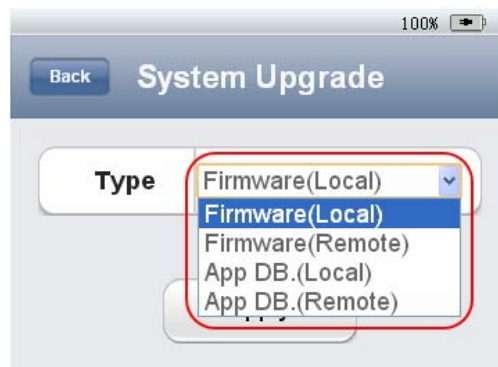 100%
Back System Upgrade
Type Firmware(Local)
Firmware(Local)
Firmware(Remote)
App DB.(Local)
App DB.(Remote)